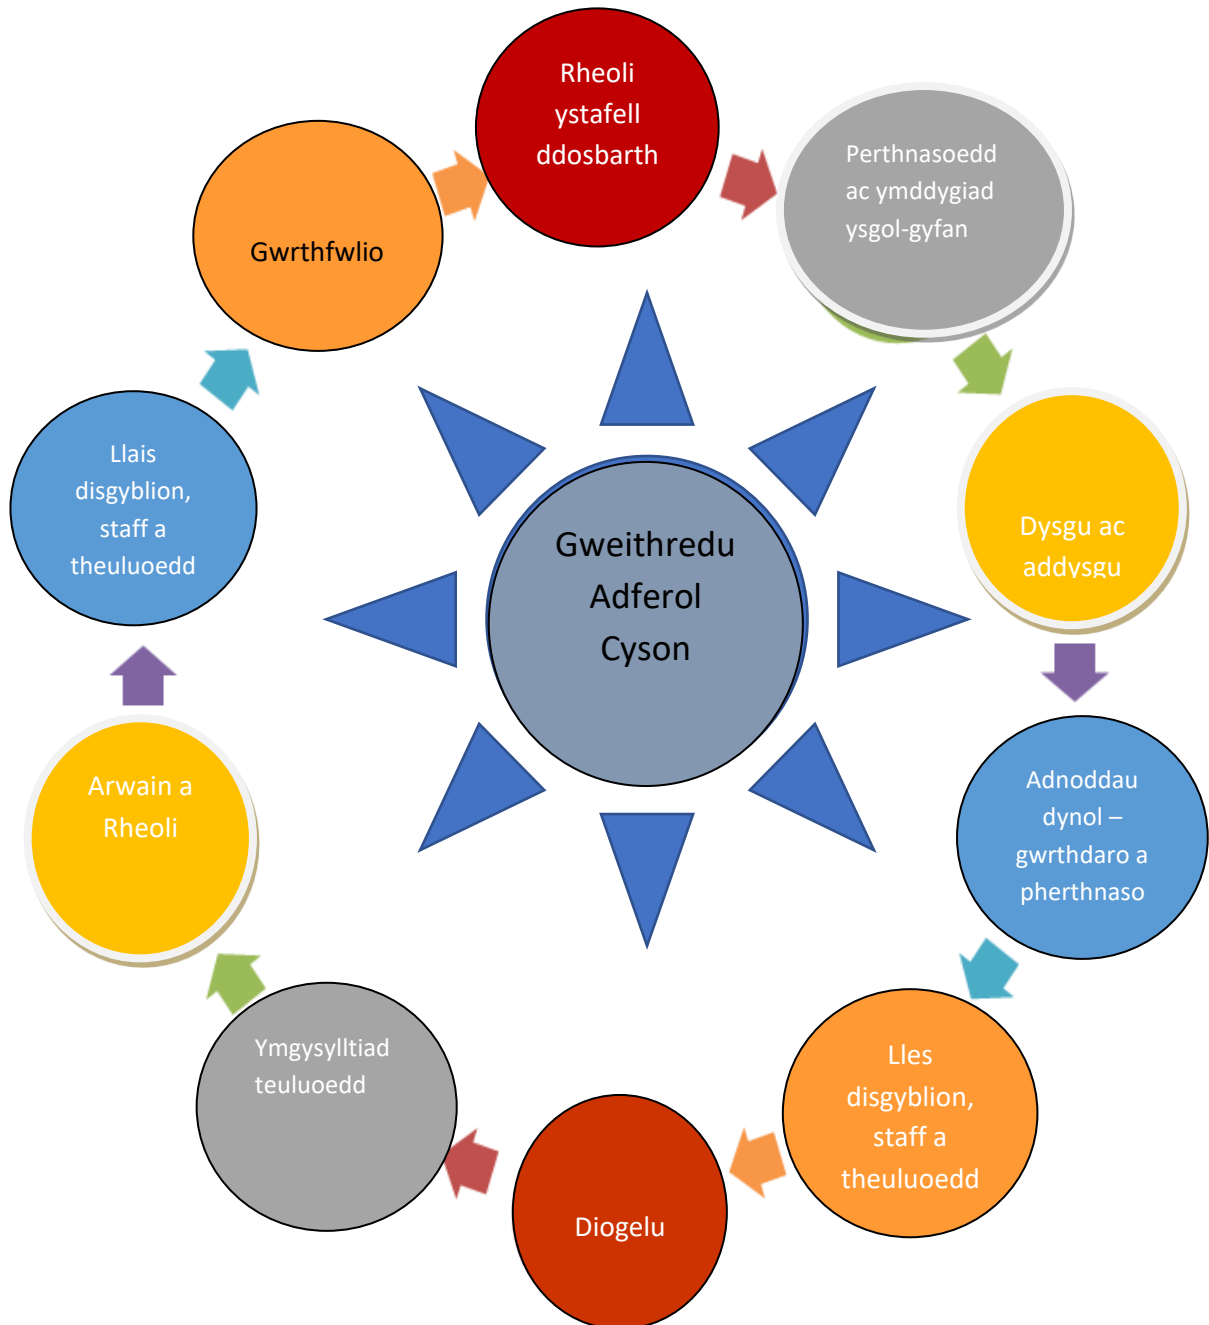 Rheoli
ystafell
ddosbarth
Perthnasoedd
ac ymddygiad
ysgol-gyfan
Dysgu ac
addysgu
Adnoddau
dynol –
gwrthdaro a
pherthnaso
Lles
disgyblion,
staff a
theuluoedd
Diogelu
Ymgysylltiad
teuluoedd
Arwain a
Rheoli
Llais
disgyblion,
staff a
theuluoedd
Gwrthfwlio
Gweithredu
Adferol
Cyson